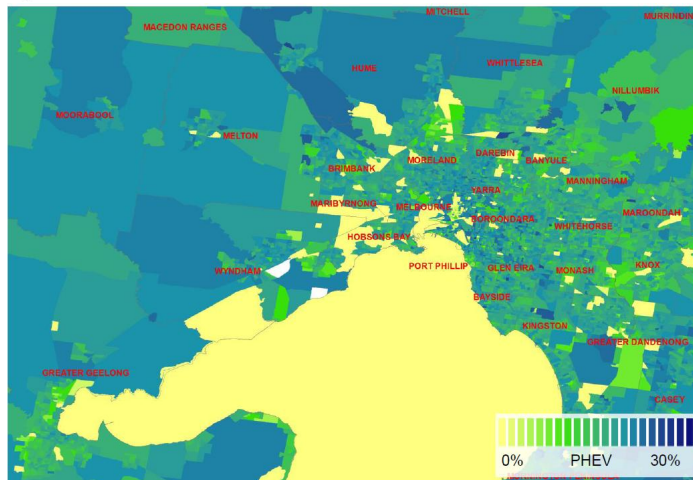 MITCHELL
MURRINDIN
MACEDON RANGES
WHITTLESEA
HUME
NILLUMBIK
MOORABOOL
MELTON
MORELAND
DAREBIN
BANYULE
BRIMBANK
MANNINGHAM
YARRA
MARIBYRNONG
MELBOURNE
MAROONDAH
BOROONDARA
WHITEHORSE
HOBSONS BAY
PORT PHILLIP
GLEN EIRA
MONASH
KNOX
WYNDHAM
BAYSIDE
KINGSTON
GREATER DANDENONG
GREATER GEELONG
CASEY
0% PHEV 30%